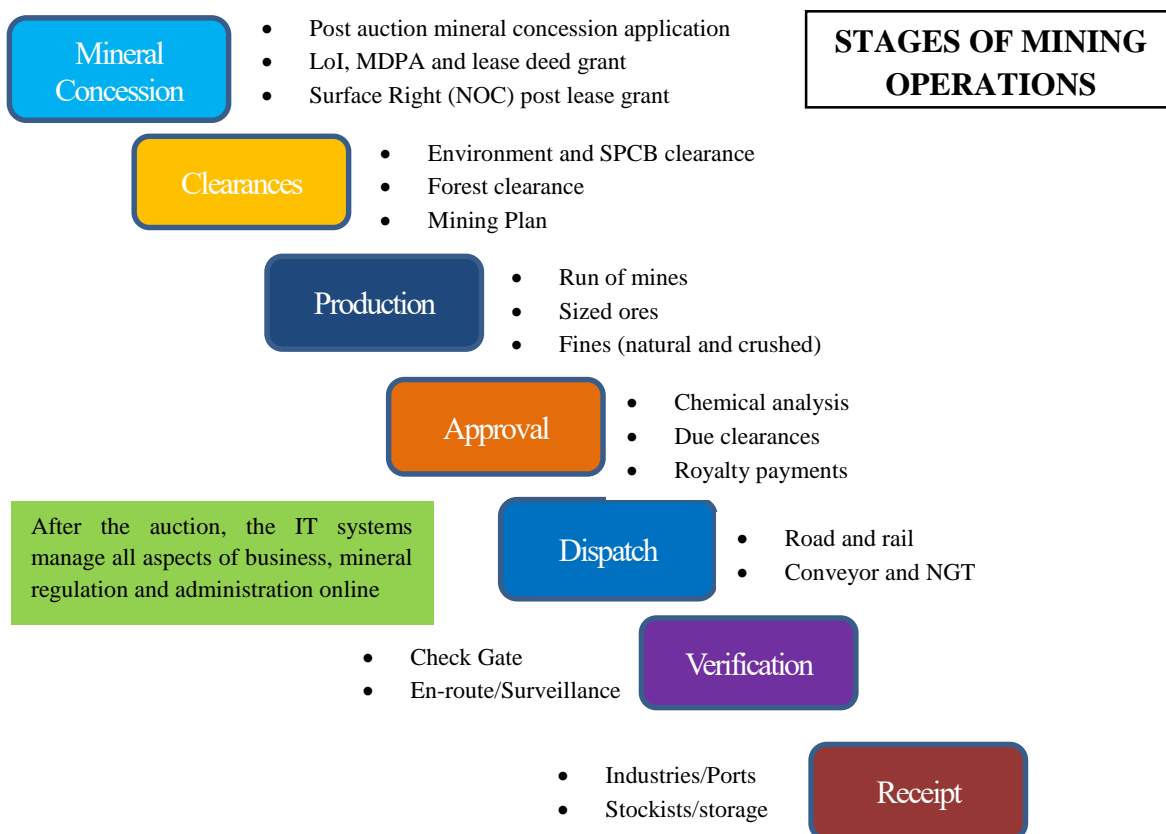 STAGES OF MINING
OPERATIONS
Mineral
Concession
• Post auction mineral concession application
• LoI, MDPA and lease deed grant
• Surface Right (NOC) post lease grant
Clearances
• Environment and SPCB clearance
• Forest clearance
• Mining Plan
Production
• Run of mines
• Sized ores
• Fines (natural and crushed)
Approval
• Chemical analysis
• Due clearances
• Royalty payments
After the auction, the IT systems
manage all aspects of business, mineral
regulation and administration online
Dispatch
• Road and rail
• Conveyor and NGT
Verification
• Check Gate
• En-route/Surveillance
Receipt
• Industries/Ports
• Stockists/storage